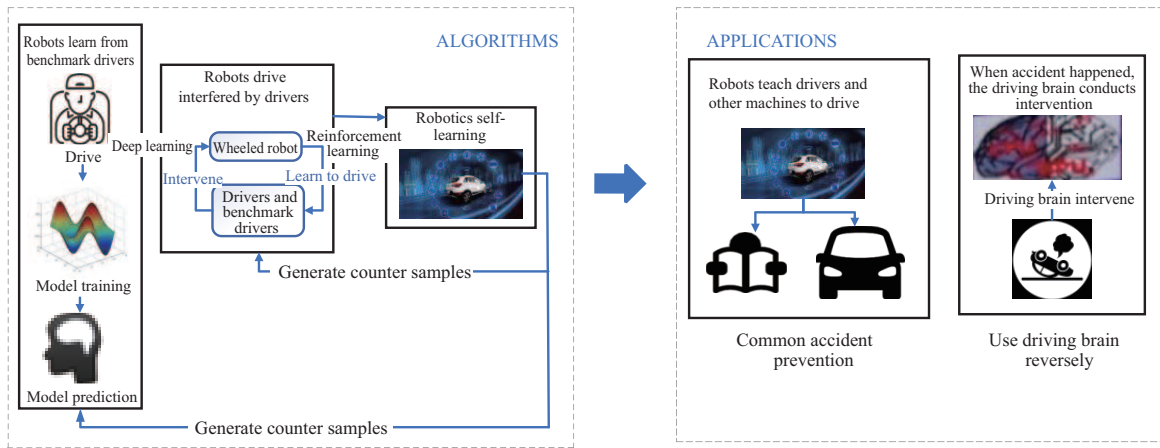 ALGORITHMS
Robots learn from
benchmark drivers
Drive
Model training
Model prediction
Deep learning
Robots drive
interfered by drivers
Wheeled robot
Reinforcement
learning
Intervene
Learn to drive
Drivers and
benchmark
drivers
Robotics self-
learning
Generate counter samples
Generate counter samples
APPLICATIONS
Robots teach drivers and
other machines to drive
Common accident
prevention
When accident happened,
the driving brain conducts
intervention
Driving brain intervene
Use driving brain
reversely